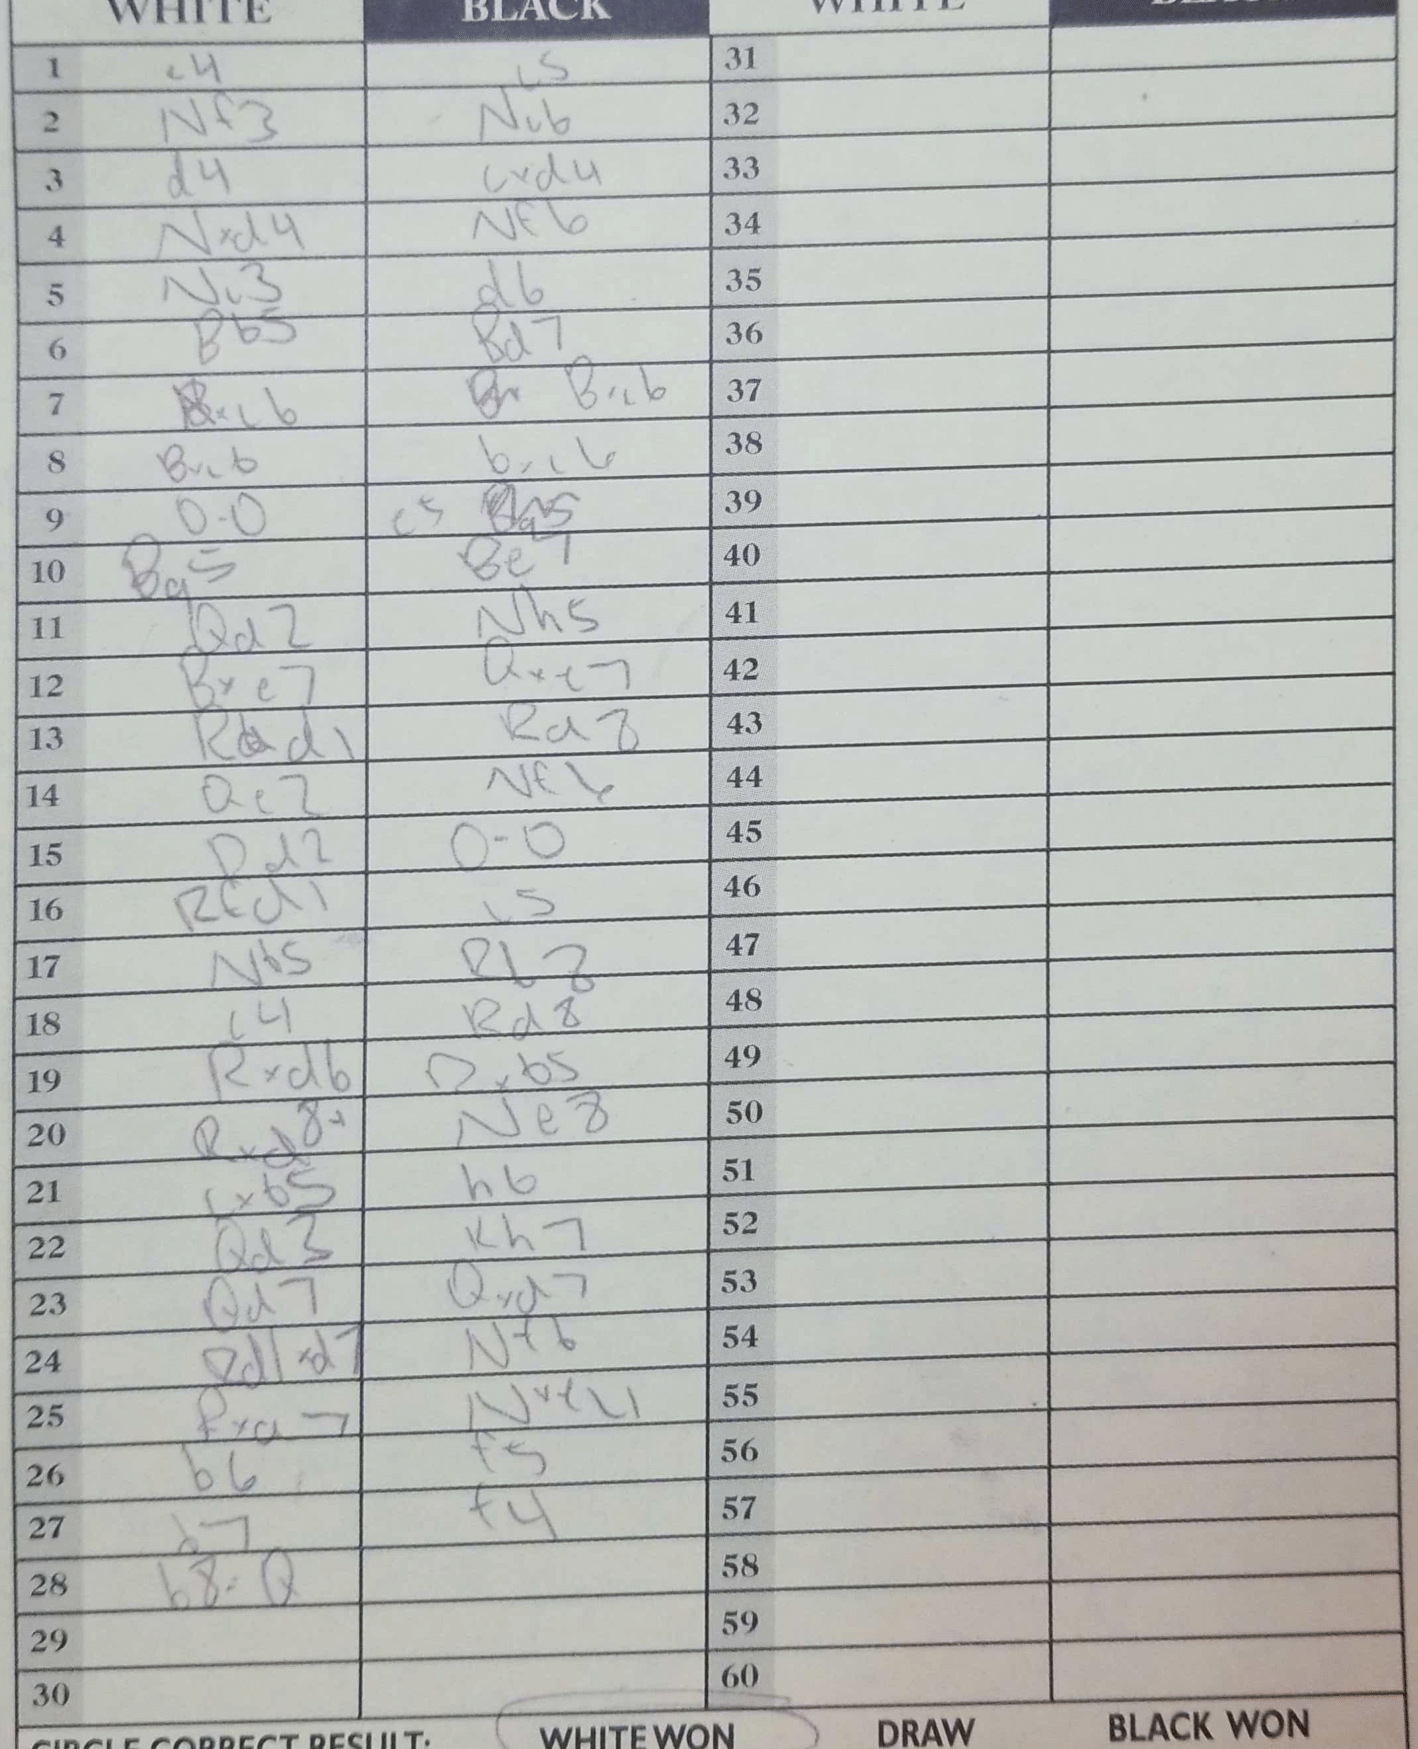 WHITE BLACK WHITE BLACK
1 c4 c5 31
2 Nf3 Nc6 32
3 d4 cxd4 33
4 Nxd4 Nf6 34
5 Nc3 d6 35
6 Bb5 Bd7 36
7 xc6 Bx Bxc6 37
8 Bxc6 bxc6 38
9 0-0 c5 39
10 Bg5 Be7 40
11 Qd2 Nh5 41
12 Bxe7 Qxe7 42
13 Rad1 Rd8 43
14 Qe2 Nf6 44
15 Rd2 0-0 45
16 Rfd1 c5 46
17 Nb5 Rb8 47
18 c4 Rd8 48
19 Rxd6 Rxb5 49
20 Rxd8+ Ne8 50
21 cxb5 h6 51
22 Qd3 Kh7 52
23 Qd7 Qxd7 53
24 Rd1xd7 Nf6 54
25 Rxa7 Nxe4 55
26 b6 f5 56
27 b7 f4 57
28 b8=Q 58
29 59
30 60
CIRCLE CORRECT RESULT: WHITE WON DRAW BLACK WON